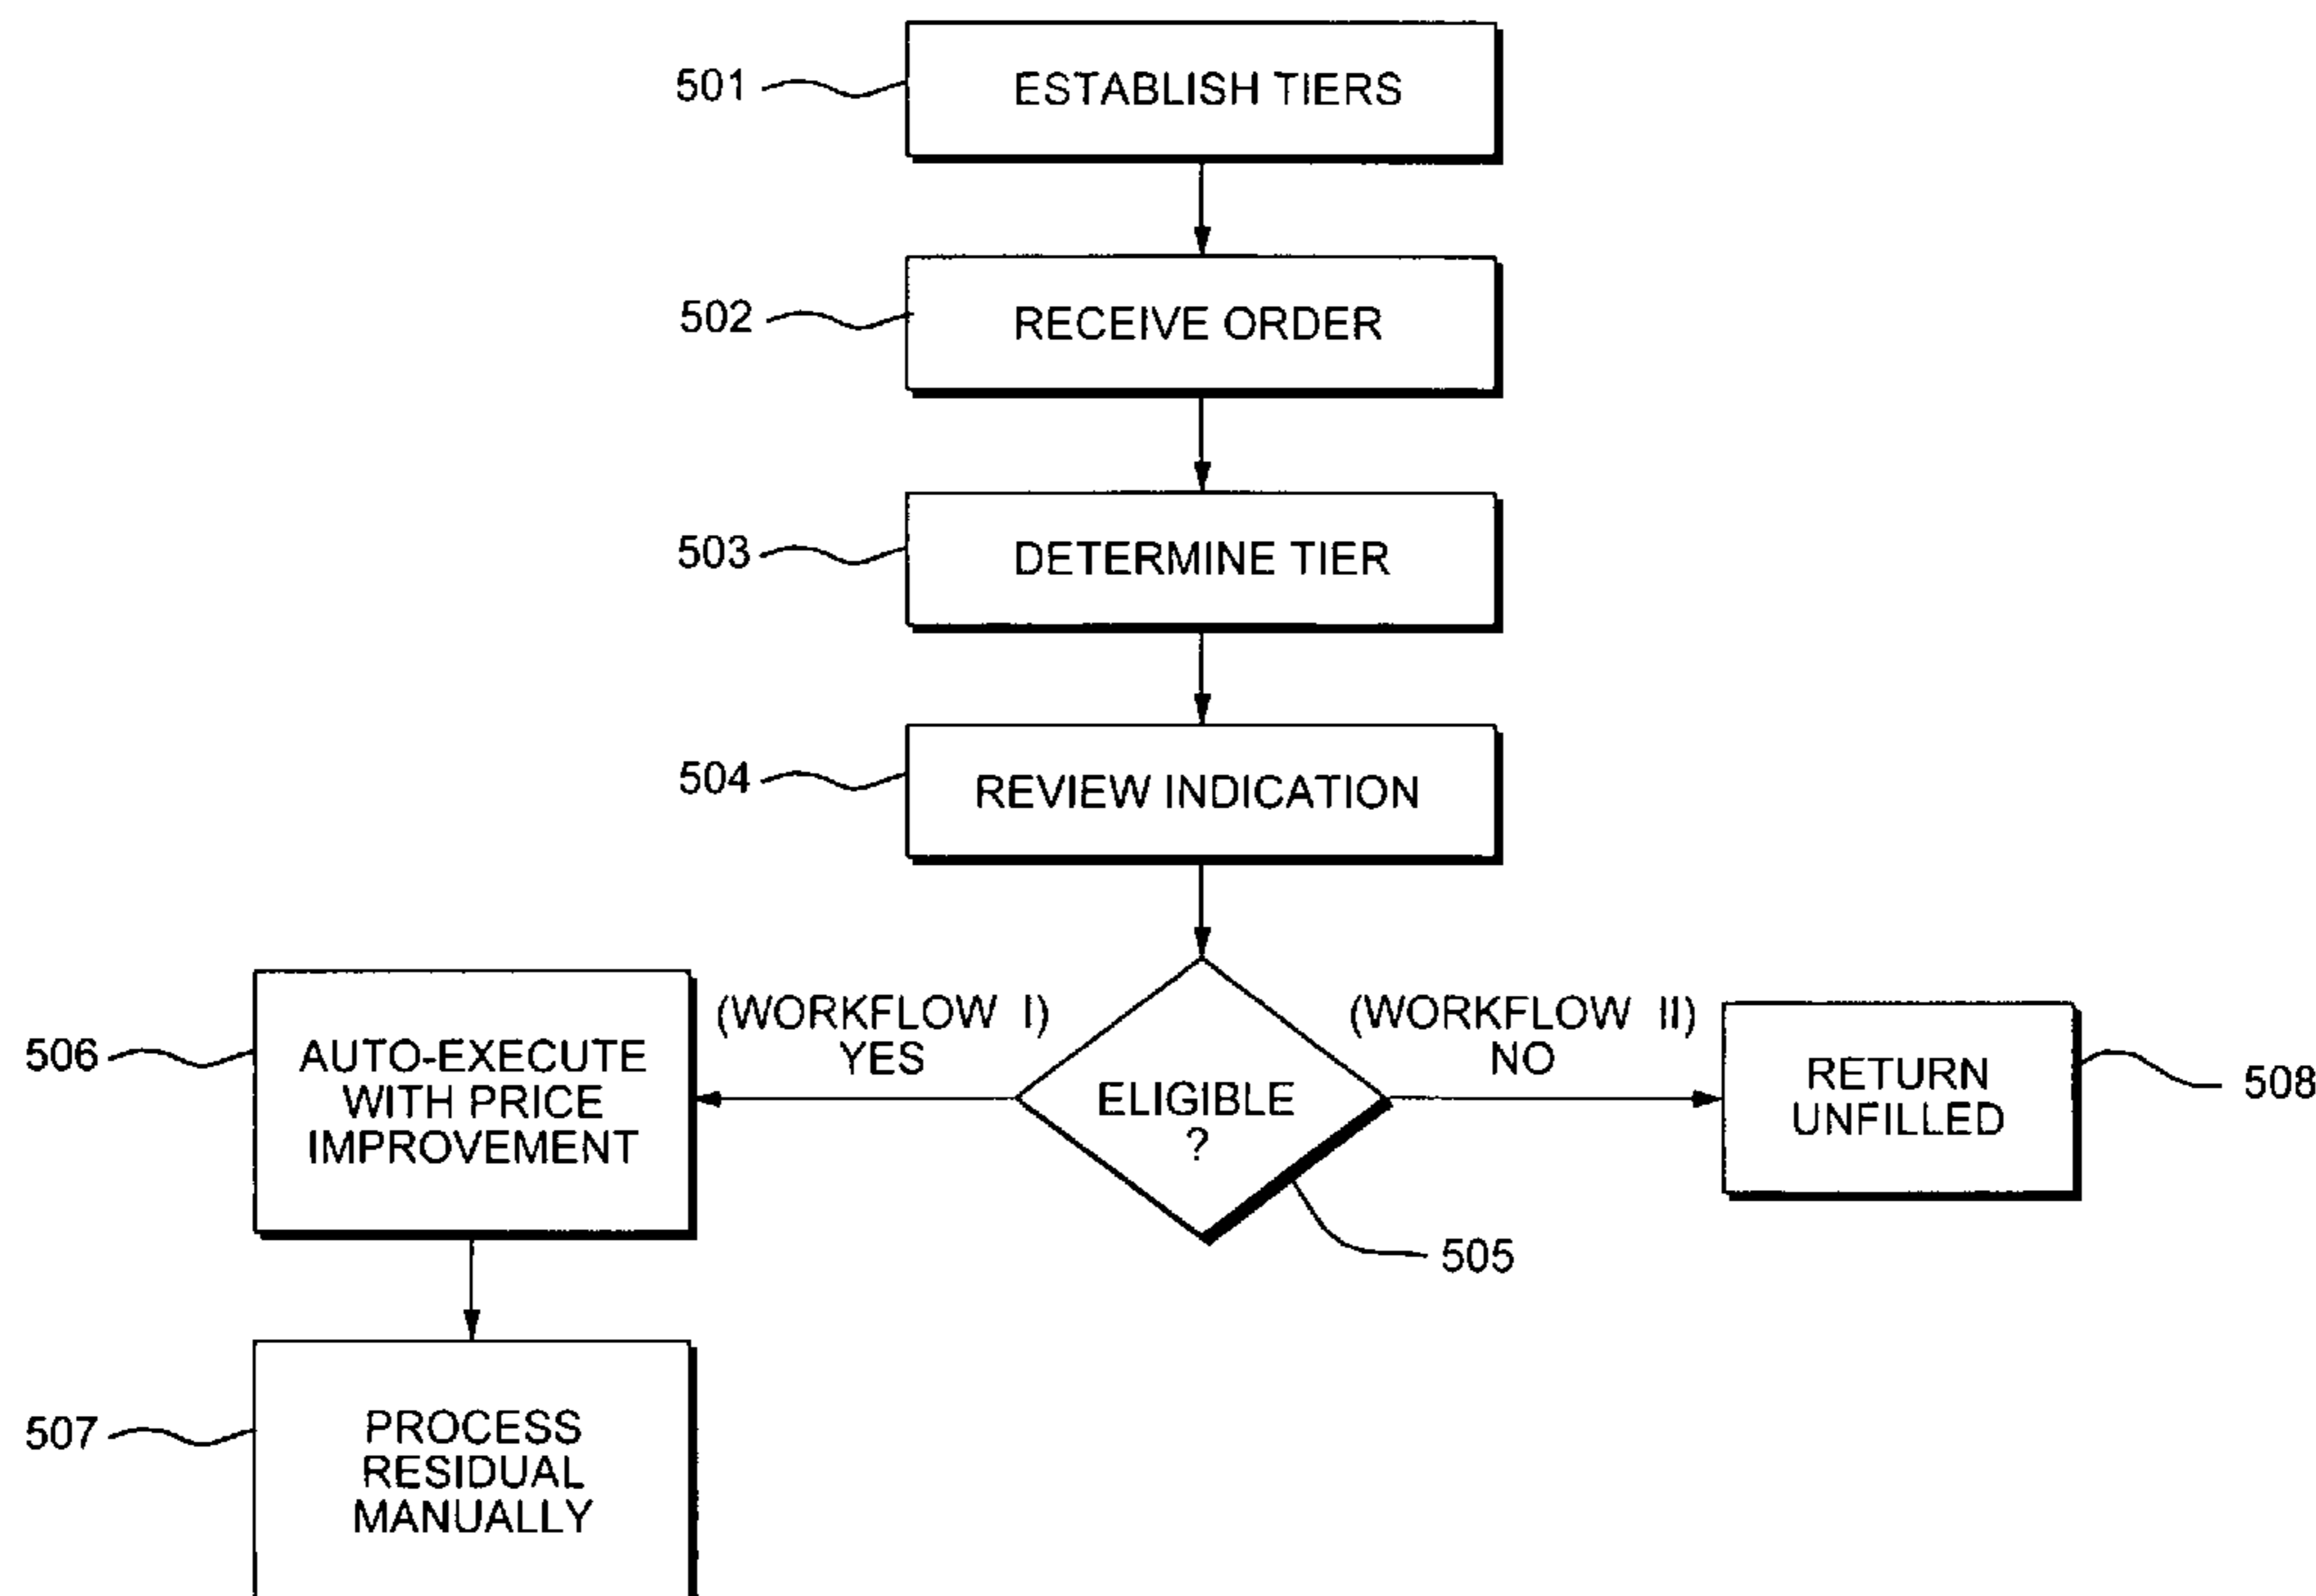 501
ESTABLISH TIERS
502
RECEIVE ORDER
503
DETERMINE TIER
504
REVIEW INDICATION
506
AUTO-EXECUTE
WITH PRICE
IMPROVEMENT
(WORKFLOW I)
YES
ELIGIBLE
?
505
(WORKFLOW II)
NO
RETURN
UNFILLED
508
507
PROCESS
RESIDUAL
MANUALLY